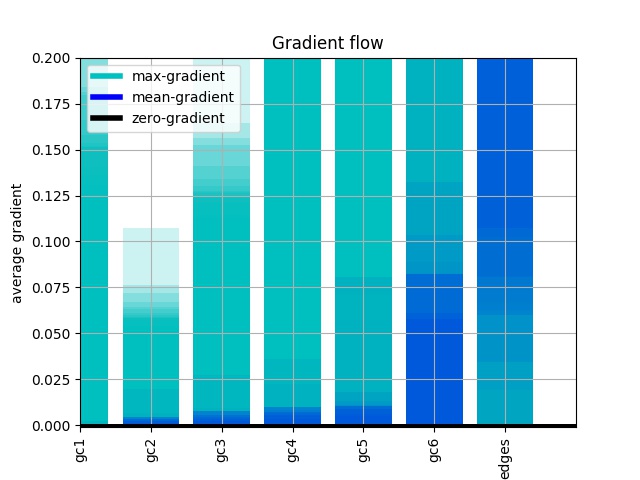 Gradient flow
max-gradient
mean-gradient
zero-gradient
average gradient
0.200
0.175
0.150
0.125
0.100
0.075
0.050
0.025
0.000
gc1
gc2
gc3
gc4
gc5
gc6
edges